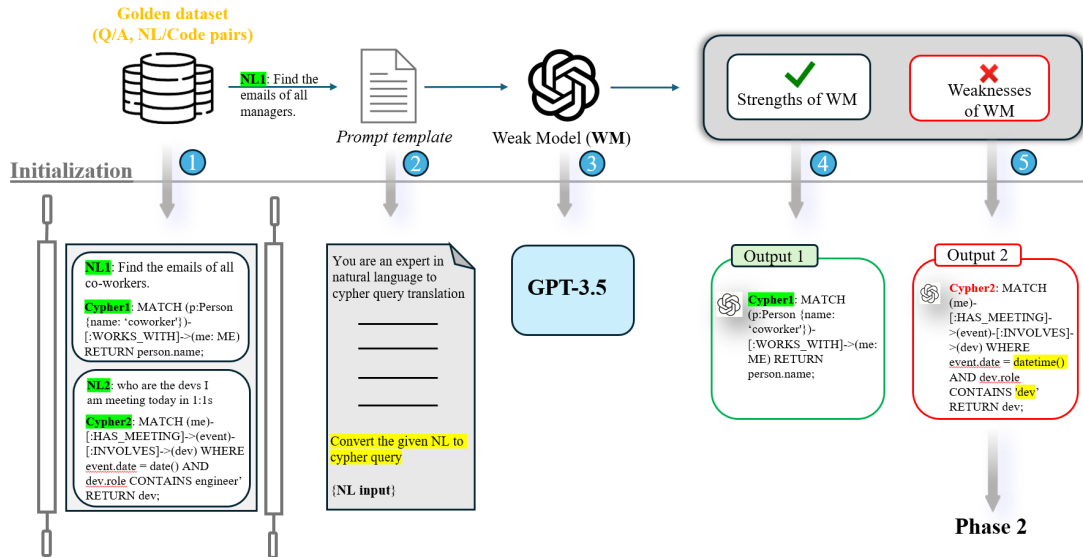 Golden dataset
(Q/A, NL/Code pairs)
NL1: Find the
emails of all
managers.
Prompt template
Weak Model (WM)
Strengths of WM
Weaknesses
of WM
1
2
3
4
5
Initialization
NL1: Find the emails of all
co-workers.
Cypher1: MATCH
(p:Person {name: ‘coworker'})-
[:WORKS_WITH]->(me: ME)
RETURN person.name;
NL2: who are the devs I
am meeting today in 1:1s
Cypher2: MATCH (me)-
[:HAS_MEETING]->(event)-
[:INVOLVES]->(dev) WHERE
event.date = date() AND
dev.role CONTAINS engineer’
RETURN dev;
You are an expert in
natural language to
cypher query translation
Convert the given NL to
cypher query
{NL input}
GPT-3.5
Output 1
Cypher1: MATCH
(p:Person {name:
‘coworker'})-
[:WORKS_WITH]->(me:
ME) RETURN
person.name;
Output 2
Cypher2: MATCH
(me)-
[:HAS_MEETING]-
>(event)-[:INVOLVES]-
>(dev) WHERE
event.date = datetime()
AND dev.role
CONTAINS 'dev’
RETURN dev;
Phase 2